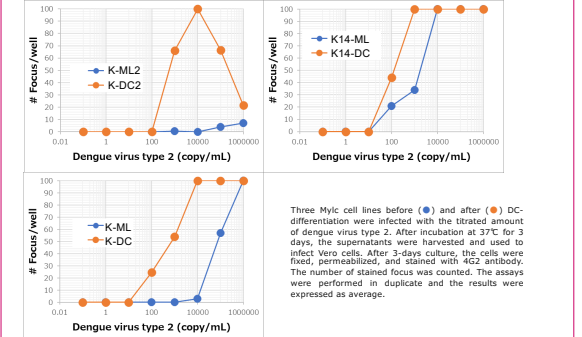 100
90
80
70
60
50
40
30
20
10
0
# Focus/well
K-ML2
K-DC2
0.01 1 100 10000 1000000
Dengue virus type 2 (copy/mL)
100
90
80
70
60
50
40
30
20
10
0
# Focus/well
K14-ML
K14-DC
0.01 1 100 10000 1000000
Dengue virus type 2 (copy/mL)
100
90
80
70
60
50
40
30
20
10
0
# Focus/well
K-ML
K-DC
0.01 1 100 10000 1000000
Dengue virus type 2 (copy/mL)
Three Mylc cell lines before (●) and after (●) DC-
differentiation were infected with the titrated amount
of dengue virus type 2. After incubation at 37℃ for 3
days, the supernatants were harvested and used to
infect Vero cells. After 3-days culture, the cells were
fixed, permeabilized, and stained with 4G2 antibody.
The number of stained focus was counted. The assays
were performed in duplicate and the results were
expressed as average.